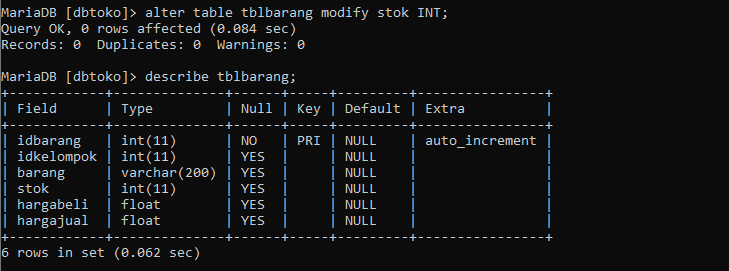 MariaDB [dbtoko]> alter table tblbarang modify stok INT;
Query OK, 0 rows affected (0.084 sec)
Records: 0  Duplicates: 0  Warnings: 0

MariaDB [dbtoko]> describe tblbarang;
+------------+--------------+------+-----+---------+----------------+
| Field      | Type         | Null | Key | Default | Extra          |
+------------+--------------+------+-----+---------+----------------+
| idbarang   | int(11)      | NO   | PRI | NULL    | auto_increment |
| idkelompok | int(11)      | YES  |     | NULL    |                |
| barang     | varchar(200) | YES  |     | NULL    |                |
| stok       | int(11)      | YES  |     | NULL    |                |
| hargabeli  | float        | YES  |     | NULL    |                |
| hargajual  | float        | YES  |     | NULL    |                |
+------------+--------------+------+-----+---------+----------------+
6 rows in set (0.062 sec)